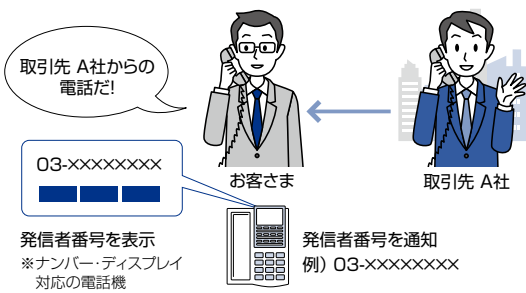 取引先 A社からの
電話だ!
お客さま
取引先 A社
03-××××××××
発信者番号を表示
※ナンバー・ディスプレイ
対応の電話機
発信者番号を通知
例) 03-××××××××